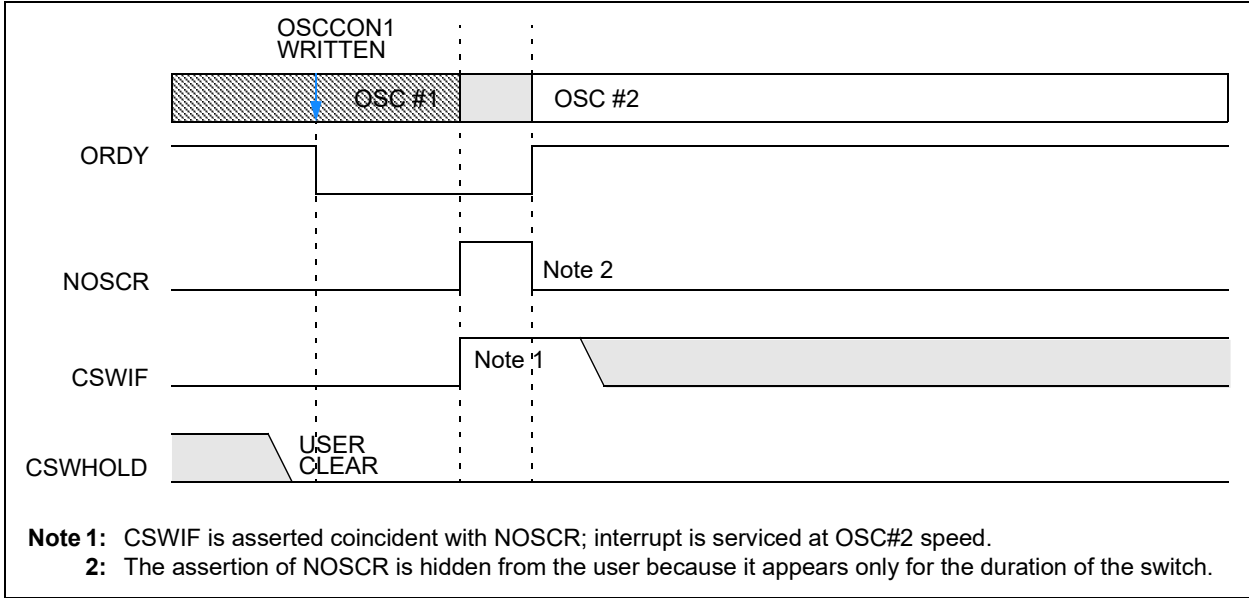 OSCCON1
WRITTEN
OSC #1
OSC #2
ORDY
NOSCR
Note 2
CSWIF
Note 1
CSWHOLD
USER
CLEAR
Note 1: CSWIF is asserted coincident with NOSCR; interrupt is serviced at OSC#2 speed.
2: The assertion of NOSCR is hidden from the user because it appears only for the duration of the switch.